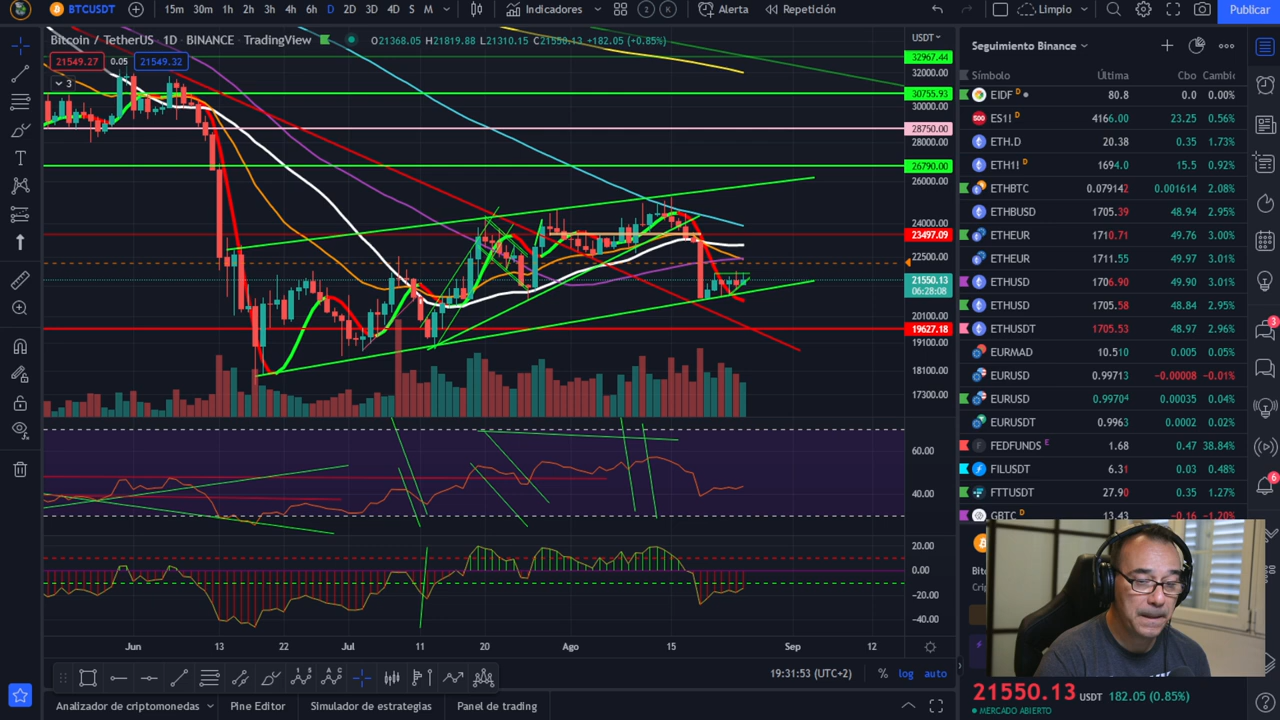 BTCUSDT 15m 30m 1h 2h 3h 4h 6h D 2D 3D 4D S M Indicadores 2 K Alerta Repetición Limplo Publicar
Bitcoin / TetherUS 1D BINANCE TradingView O21368.05 H21819.88 L21310.15 C21550.13 +182.05 (+0.85%)
21549.27 0.05 21549.32
3
USDT
32967.44
32000.00
30755.93
30000.00
28750.00
28000.00
26790.00
26000.00
24000.00
23497.09
22500.00
21550.13
06:28:08
20100.00
19627.18
19100.00
18100.00
17300.00
60.00
40.00
20.00
0.00
−20.00
−40.00
Jun 13 22 Jul 11 20 Ago 15 Sep 12
19:31:53 (UTC+2) % log auto
Analizador de criptomonedas Pine Editor Simulador de estrategias Panel de trading
Seguimiento Binance
Símbolo Última Cbo Cambic
EIDF D 80.8 0.0 0.00%
ES1! D 4166.00 23.25 0.56%
ETH.D 20.38 0.35 1.73%
ETH1! D 1694.0 15.5 0.92%
ETHBTC 0.079142 0.001614 2.08%
ETHBUSD 1705.39 48.94 2.95%
ETHEUR 1710.71 49.76 3.00%
ETHEUR 1711.55 49.97 3.01%
ETHUSD 1706.90 49.90 3.01%
ETHUSD 1705.58 48.84 2.95%
ETHUSDT 1705.53 48.97 2.96%
EURMAD 10.510 0.005 0.05%
EURUSD 0.99713 −0.00008 −0.01%
EURUSD 0.99704 0.00035 0.04%
EURUSDT 0.9963 0.0002 0.02%
FEDFUNDS E 1.68 0.47 38.84%
FILUSDT 6.31 0.03 0.48%
FTTUSDT 27.90 0.35 1.27%
GBTC D 13.43 −0.16 −1.20%
3
6
21550.13 USDT 182.05 (0.85%)
MERCADO ABIERTO